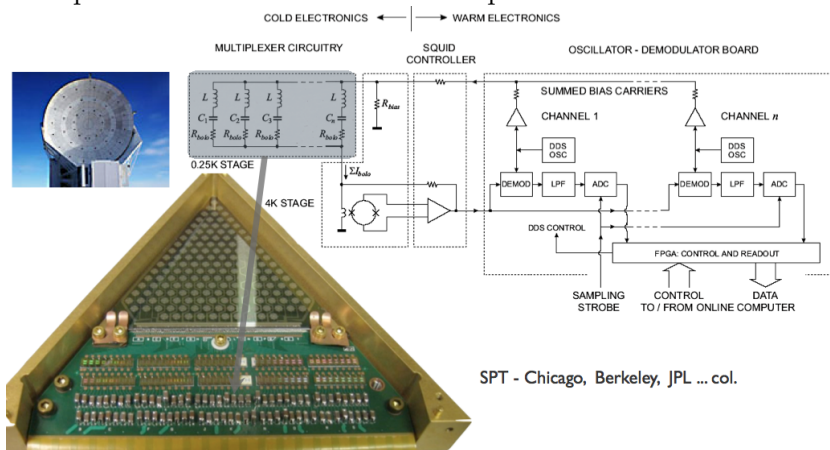 COLD ELECTRONICS
WARM ELECTRONICS
MULTIPLEXER CIRCUITRY
SQUID
CONTROLLER
OSCILLATOR - DEMODULATOR BOARD
L L L L
C1 C2 C3 Cn
Rbolo Rbolo Rbolo Rbolo
Rbias
SUMMED BIAS CARRIERS
CHANNEL 1
CHANNEL n
DDS
OSC
DDS
OSC
0.25K STAGE
ΣIbolo
4K STAGE
DEMOD LPF ADC
DEMOD LPF ADC
DDS CONTROL
FPGA: CONTROL AND READOUT
SAMPLING
STROBE
CONTROL
TO / FROM ONLINE COMPUTER
DATA
SPT - Chicago, Berkeley, JPL ... col.